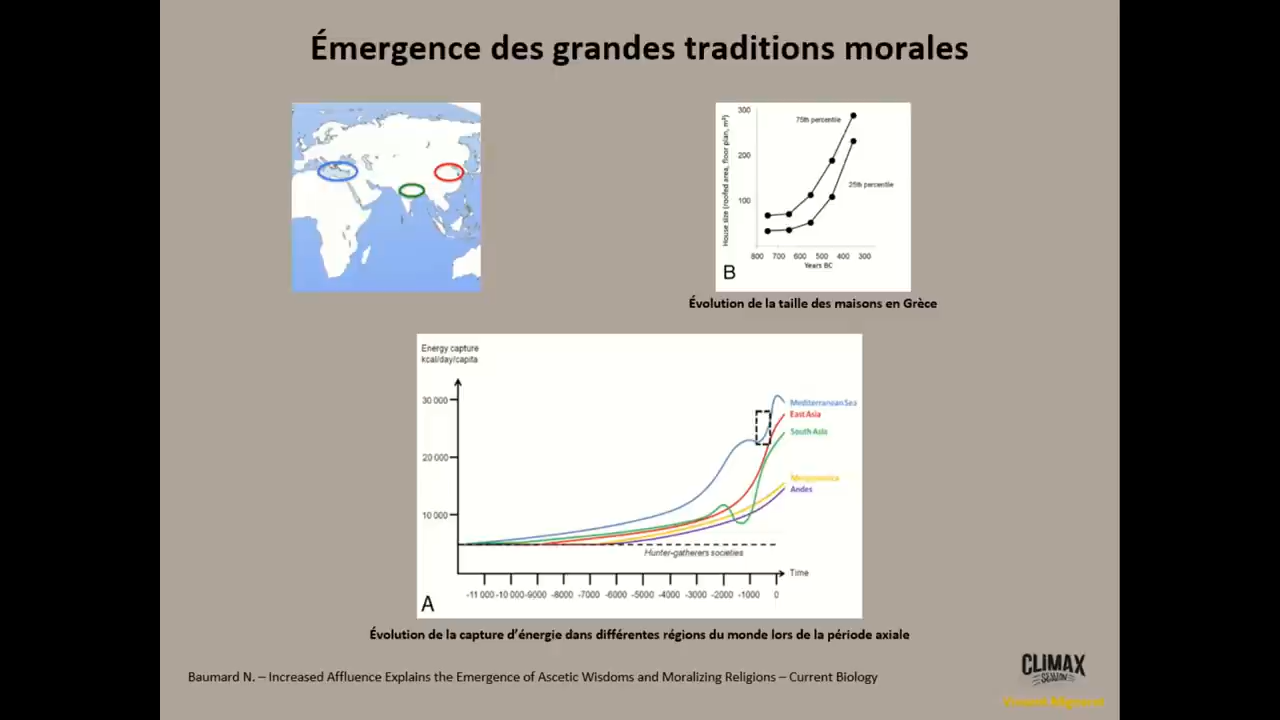 Émergence des grandes traditions morales
House size (roofed area, floor plan, m²)
300
200
100
75th percentile
25th percentile
800 700 600 500 400 300
Years BC
B
Évolution de la taille des maisons en Grèce
Energy capture
kcal/day/capita
30 000
20 000
10 000
Mediterranean Sea
East Asia
South Asia
Mesoamerica
Andes
Hunter-gatherers societies
Time
-11 000 -10 000 -9000 -8000 -7000 -6000 -5000 -4000 -3000 -2000 -1000 0
A
Évolution de la capture d’énergie dans différentes régions du monde lors de la période axiale
Baumard N. – Increased Affluence Explains the Emergence of Ascetic Wisdoms and Moralizing Religions – Current Biology
CLIMAX